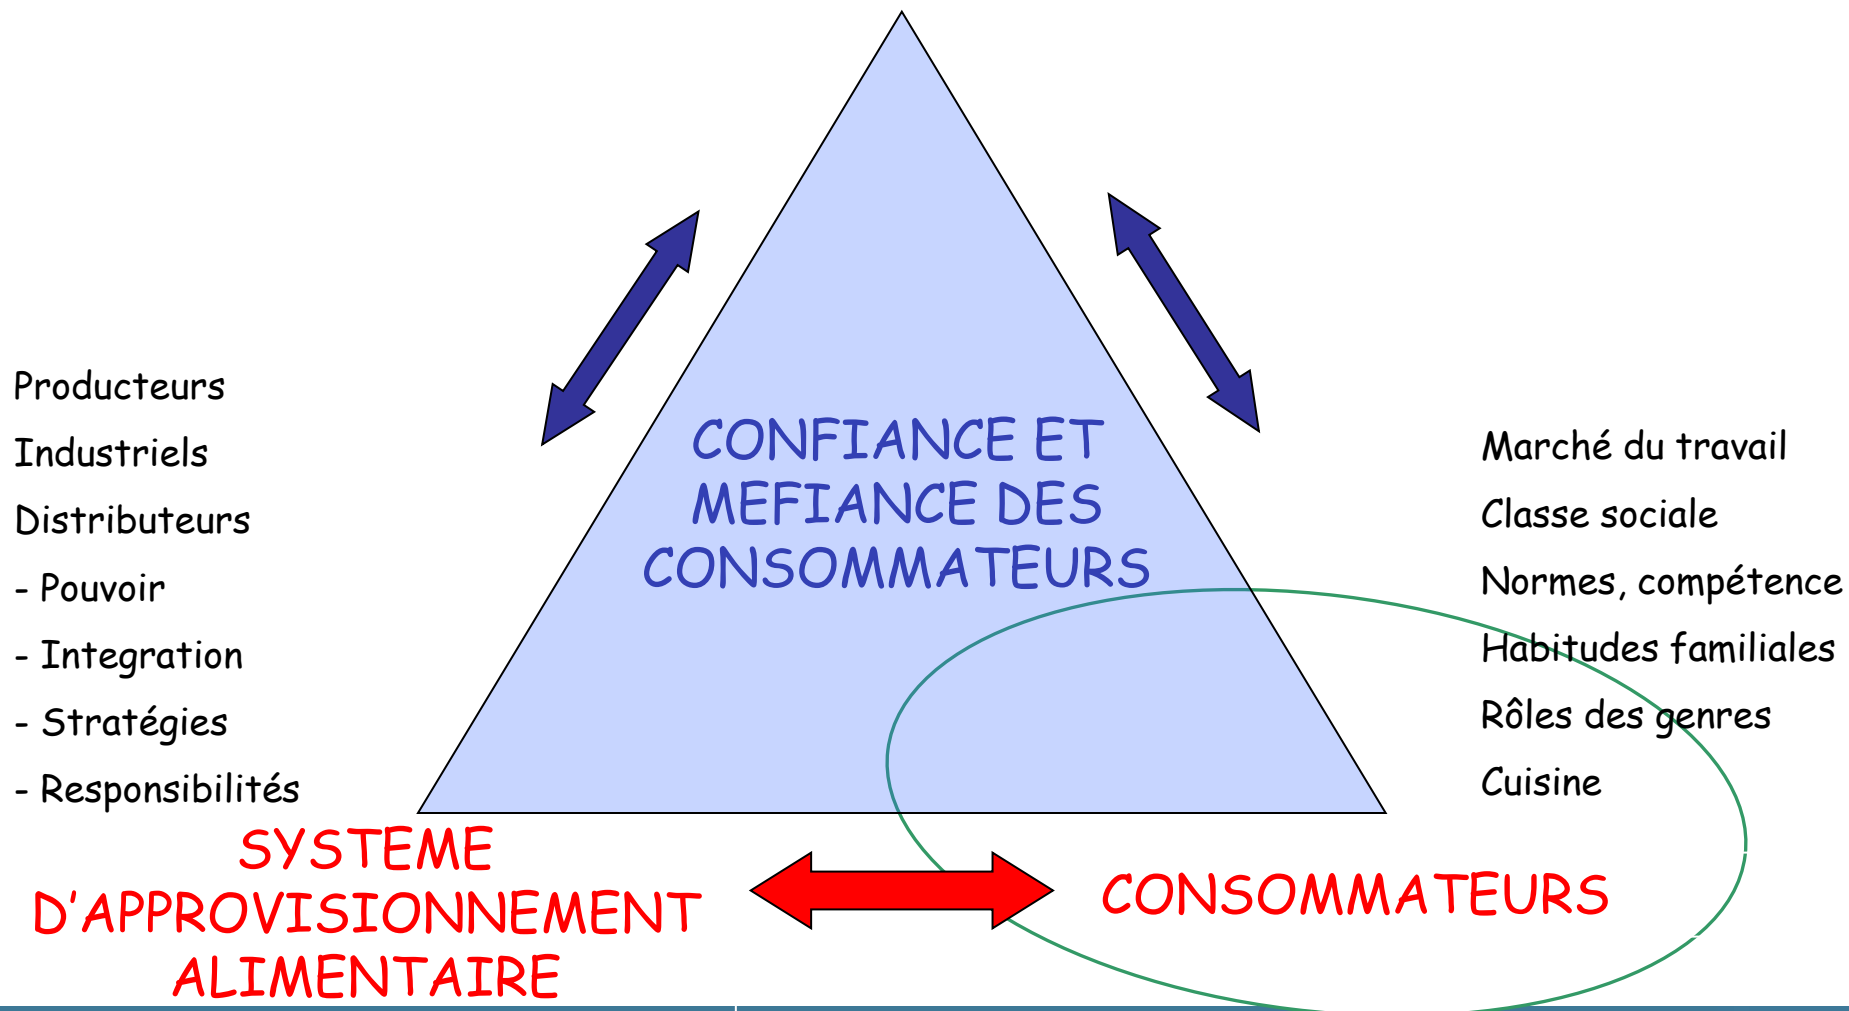 Producteurs
Industriels
Distributeurs
- Pouvoir
- Integration
- Stratégies
- Responsibilités
CONFIANCE ET
MEFIANCE DES
CONSOMMATEURS
Marché du travail
Classe sociale
Normes, compétence
Habitudes familiales
Rôles des genres
Cuisine
SYSTEME
D'APPROVISIONNEMENT
ALIMENTAIRE
CONSOMMATEURS